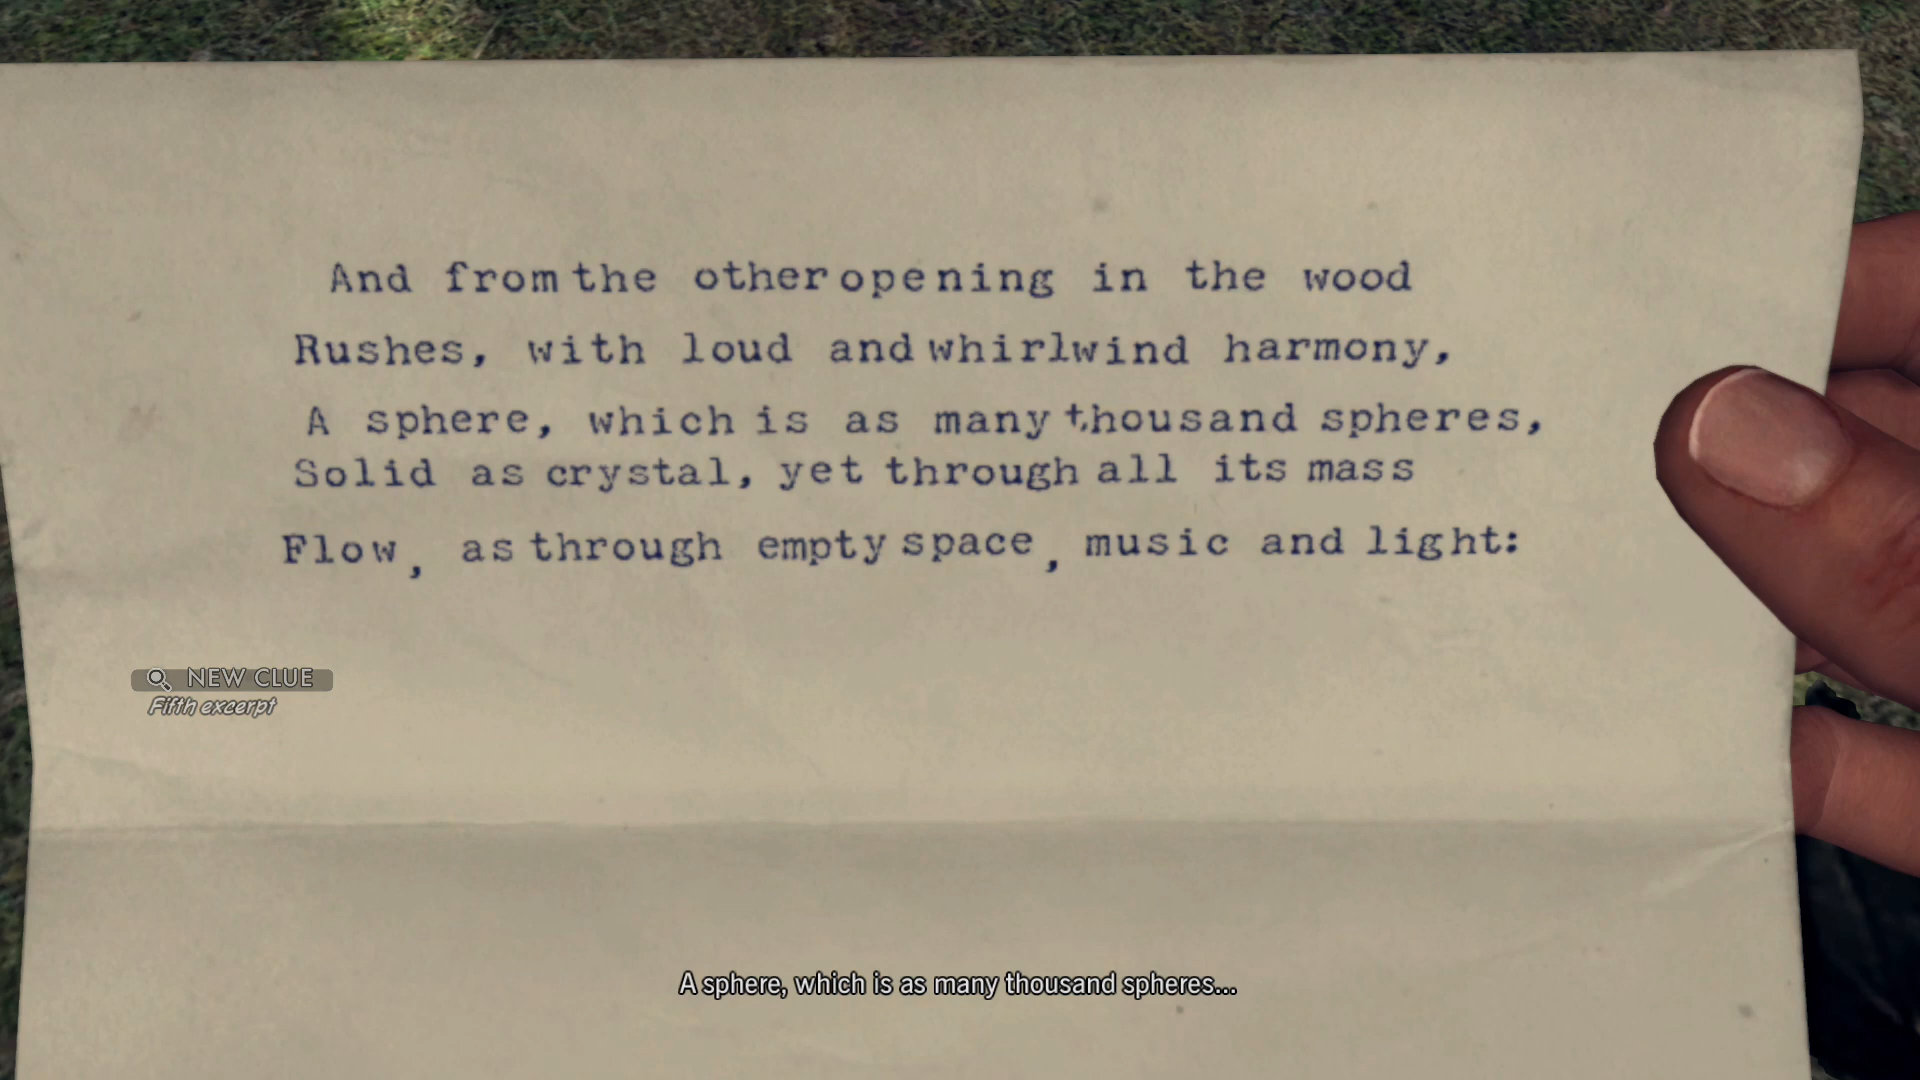 And from the other opening in the wood
Rushes, with loud and whirlwind harmony,
A sphere, which is as many thousand spheres,
Solid as crystal, yet through all its mass
Flow, as through empty space, music and light:
NEW CLUE
Fifth excerpt
A sphere, which is as many thousand spheres...